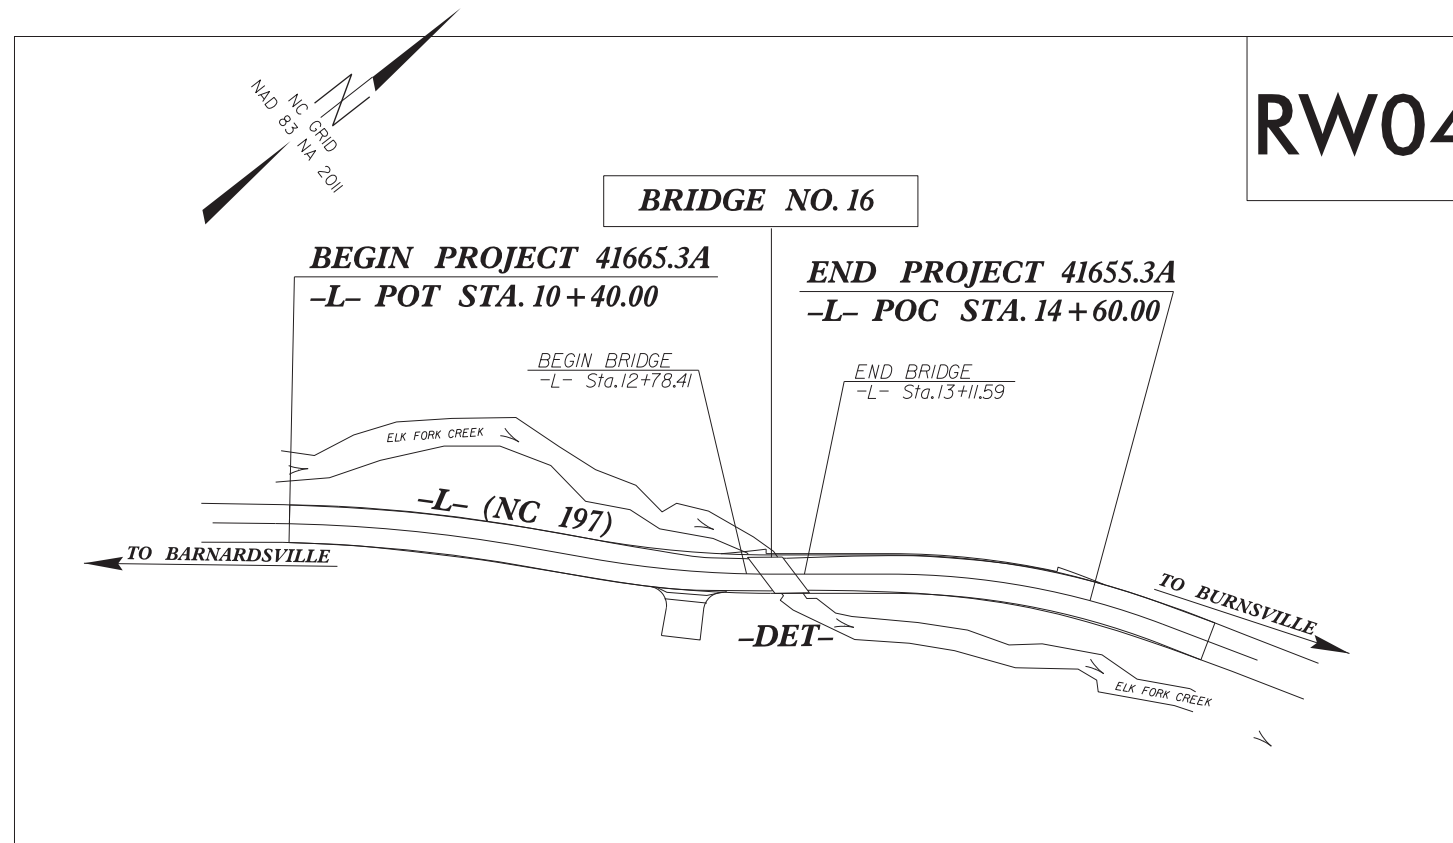 N
NC GRID
NAD 83 NA 2011
RW04
BRIDGE NO. 16
BEGIN PROJECT 41665.3A
–L– POT STA. 10+40.00
END PROJECT 41655.3A
–L– POC STA. 14+60.00
BEGIN BRIDGE
-L- Sta.12+78.41
END BRIDGE
-L- Sta.13+11.59
ELK FORK CREEK
–L– (NC 197)
TO BARNARDSVILLE
TO BURNSVILLE
–DET–
ELK FORK CREEK